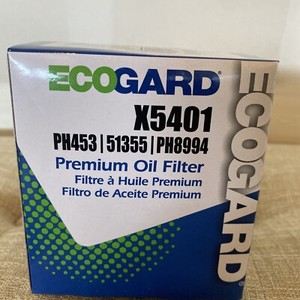 ECOGARD®
X5401
PH453 | 51355 | PH8994
Premium Oil Filter
Filtre à Huile Premium
Filtro de Aceite Premium
ECOGARD